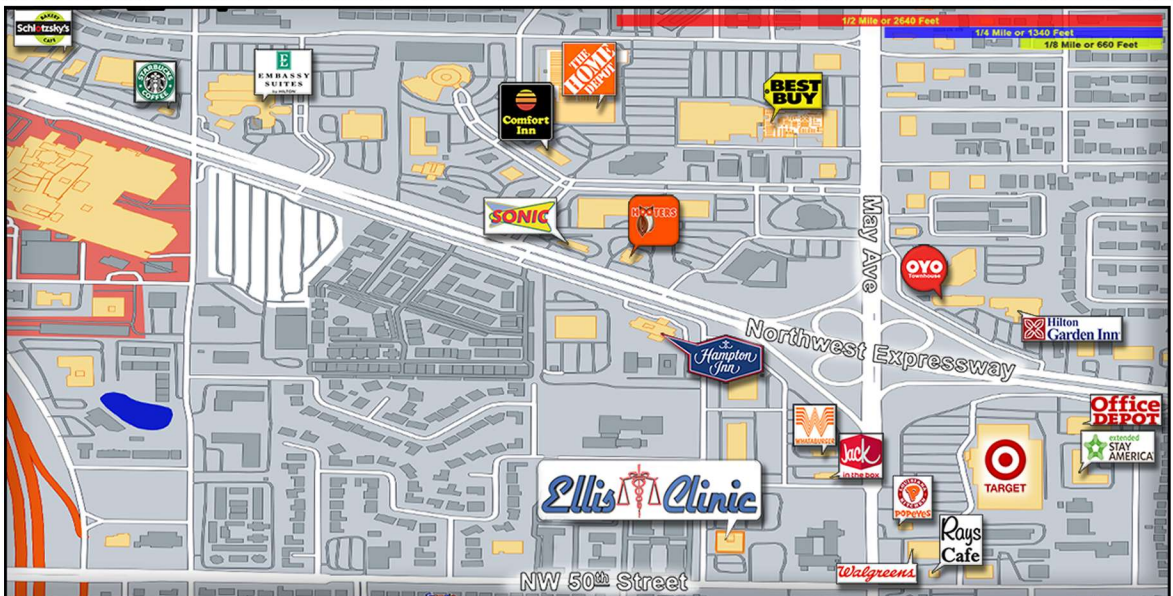 1/2 Mile or 2640 Feet
1/4 Mile or 1340 Feet
1/8 Mile or 660 Feet
BAKERY
Schlotzsky's
CAFE
STARBUCKS
COFFEE
E
EMBASSY
SUITES
by HILTON
THE
HOME
DEPOT
Comfort
Inn
BEST
BUY
SONIC
HOOTERS
May Ave
OYO
Townhouse
Hilton
Garden Inn
Northwest Expressway
Hampton
Inn
W
WHATABURGER
Jack
in the box
Office
DEPOT
extended
STAY
AMERICA
TARGET
Ellis Clinic
POPEYES
Rays
Cafe
Walgreens
NW 50th Street